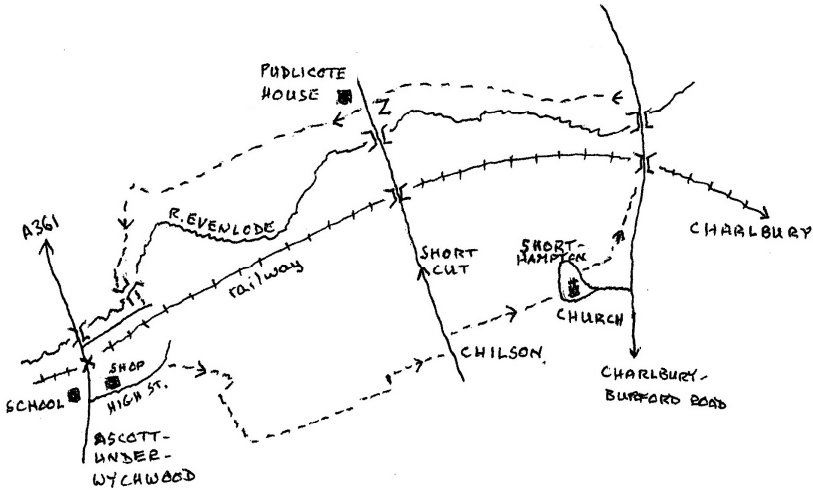 PUDLICOTE
HOUSE
Z
A361
R. EVENLODE
railway
SHORT
CUT
SHORT-
HAMPTON
CHARLBURY
CHURCH
CHILSON
CHARLBURY-
BURFORD ROAD
SHOP
SCHOOL
HIGH ST.
ASCOTT-
UNDER-
WYCHWOOD